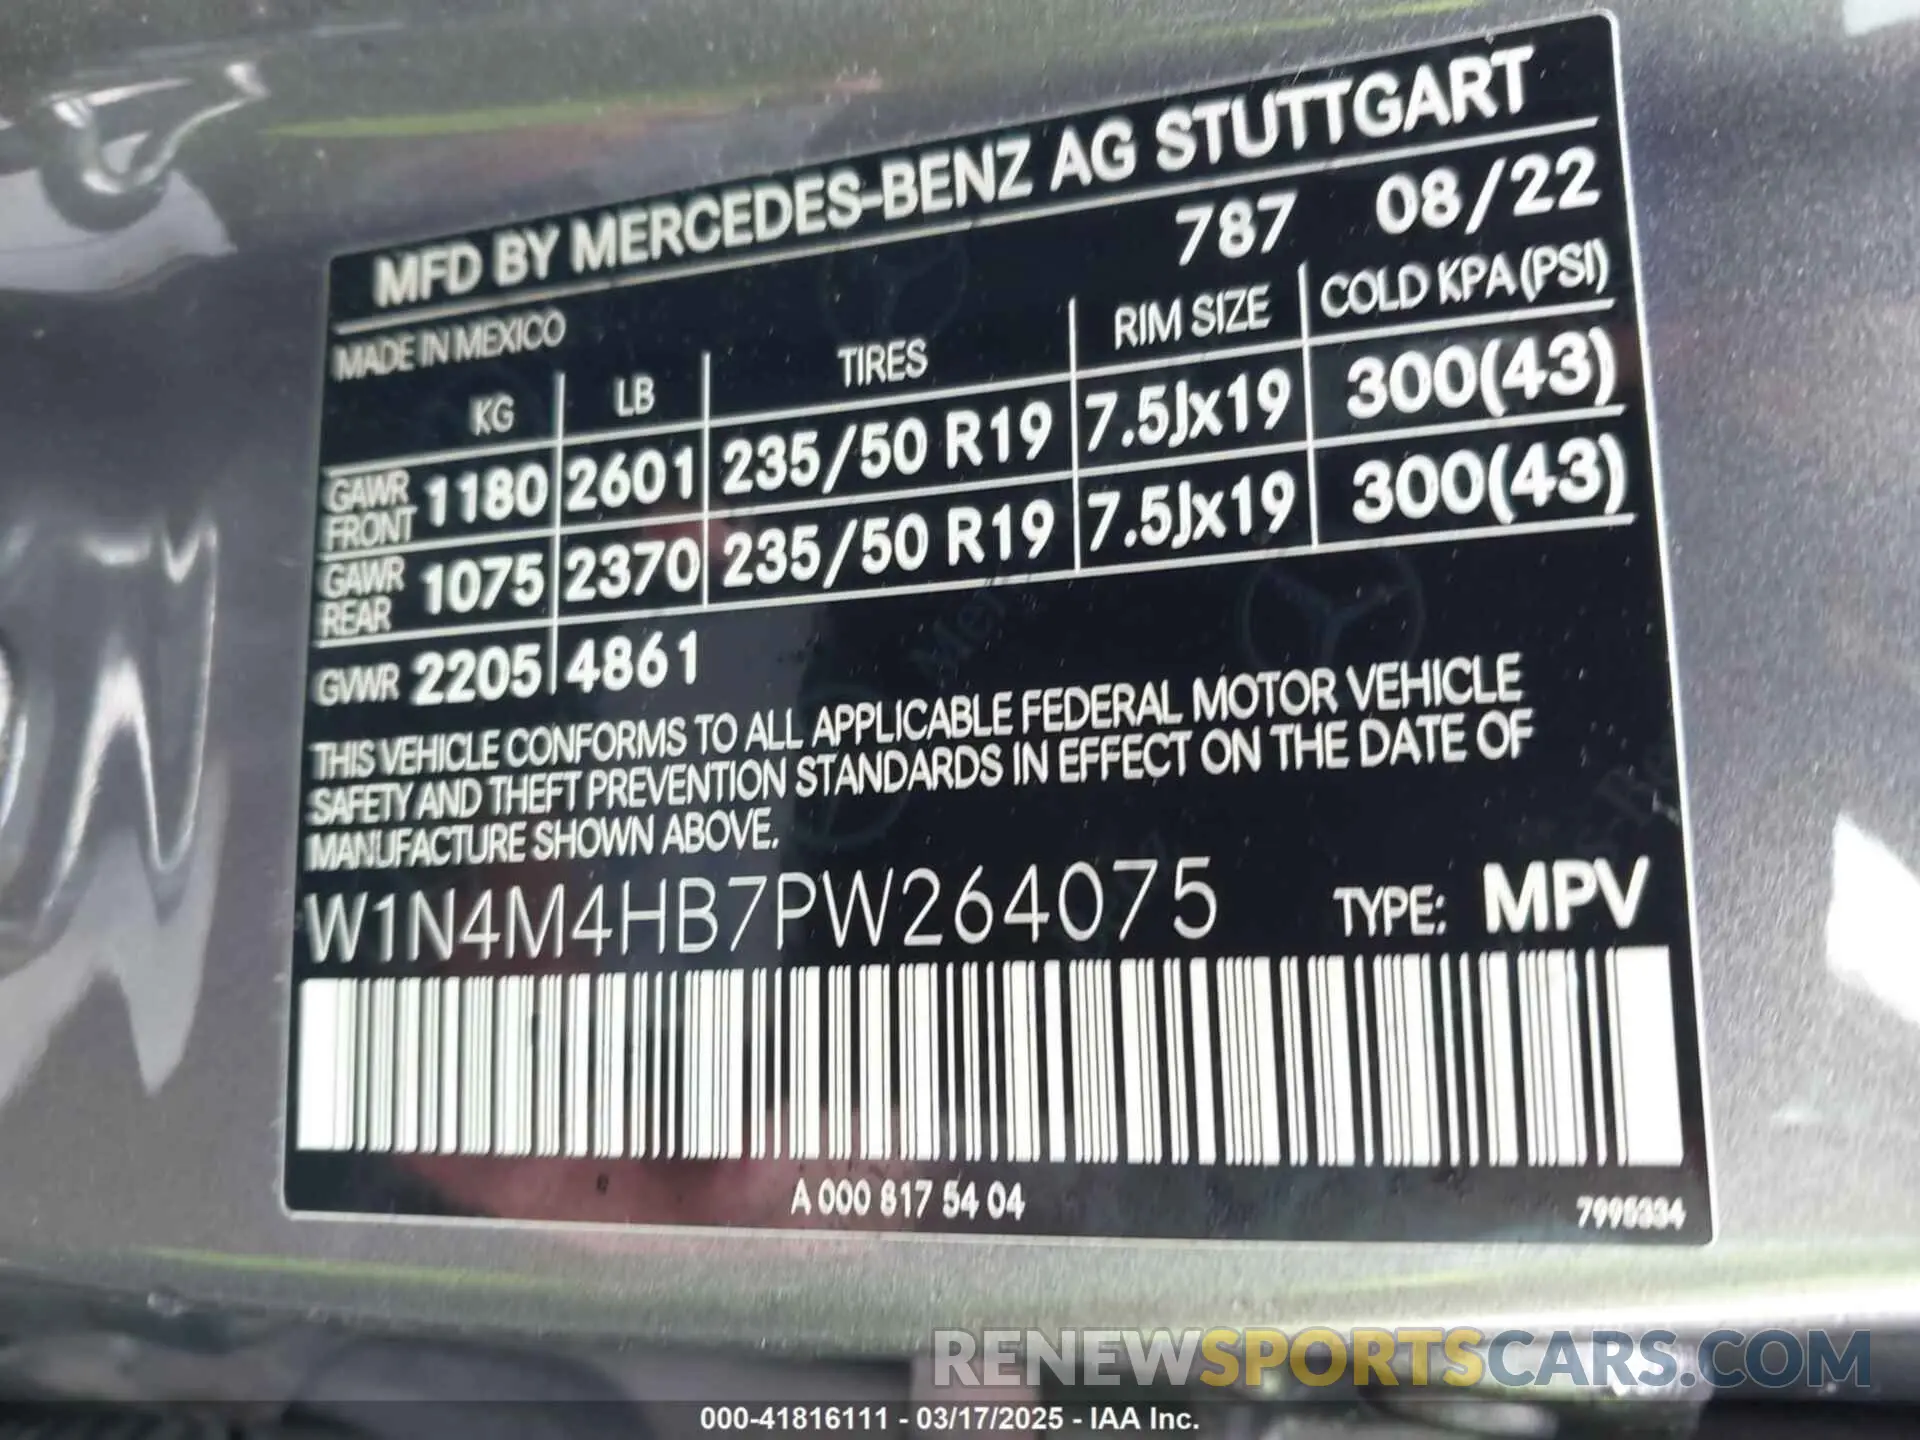 MFD BY MERCEDES-BENZ AG STUTTGART
787 08/22
MADE IN MEXICO
KG LB TIRES RIM SIZE COLD KPA(PSI)
GAWR FRONT 1180 2601 235/50 R19 7.5Jx19 300(43)
GAWR REAR 1075 2370 235/50 R19 7.5Jx19 300(43)
GVWR 2205 4861
THIS VEHICLE CONFORMS TO ALL APPLICABLE FEDERAL MOTOR VEHICLE
SAFETY AND THEFT PREVENTION STANDARDS IN EFFECT ON THE DATE OF
MANUFACTURE SHOWN ABOVE.
W1N4M4HB7PW264075 TYPE: MPV
A 000 817 54 04
RENEWSPORTSCARS.COM
000-41816111 - 03/17/2025 - IAA Inc.